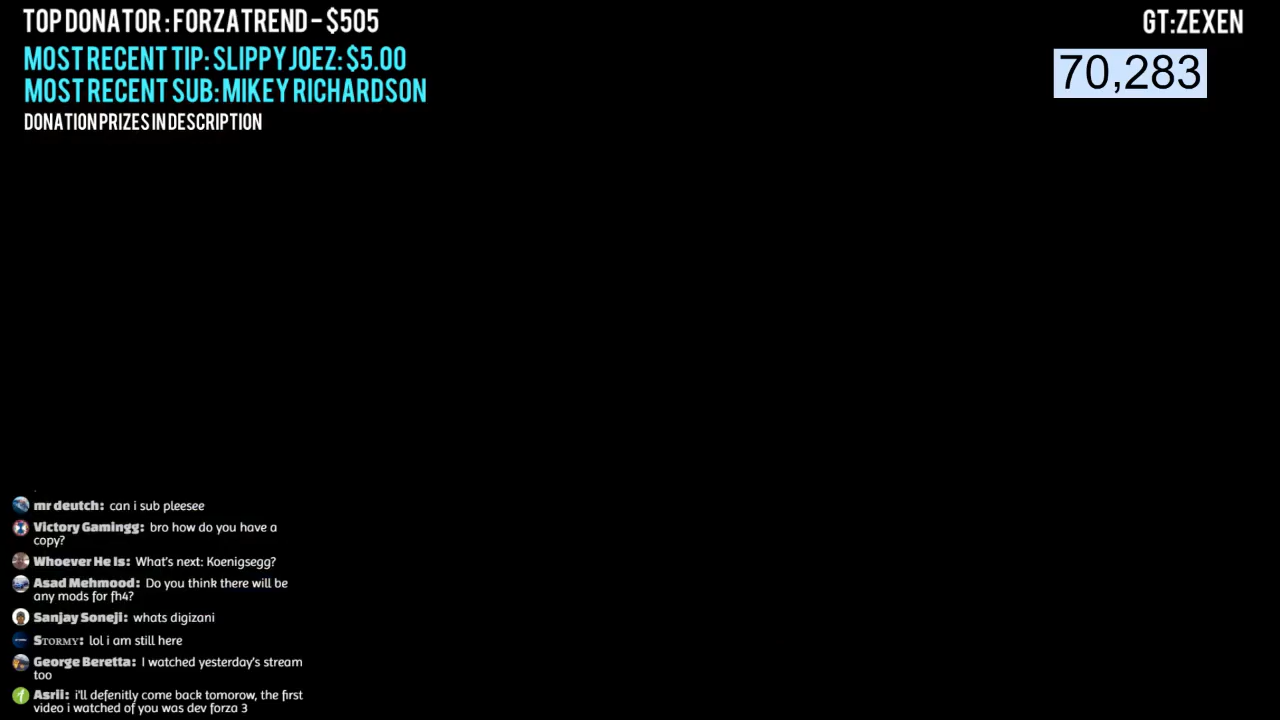 TOP DONATOR : FORZATREND - $505
GT:ZEXEN
MOST RECENT TIP: SLIPPY JOEZ: $5.00
70,283
MOST RECENT SUB: MIKEY RICHARDSON
DONATION PRIZES IN DESCRIPTION
mr deutch: can i sub pleesee
Victory Gamingg: bro how do you have a
copy?
Whoever He Is: What's next: Koenigsegg?
Asad Mehmood: Do you think there will be
any mods for fh4?
Sanjay Soneji: whats digizani
Stormy: lol i am still here
George Beretta: I watched yesterday's stream
too
Asrii: i'll defenitly come back tomorow, the first
video i watched of you was dev forza 3